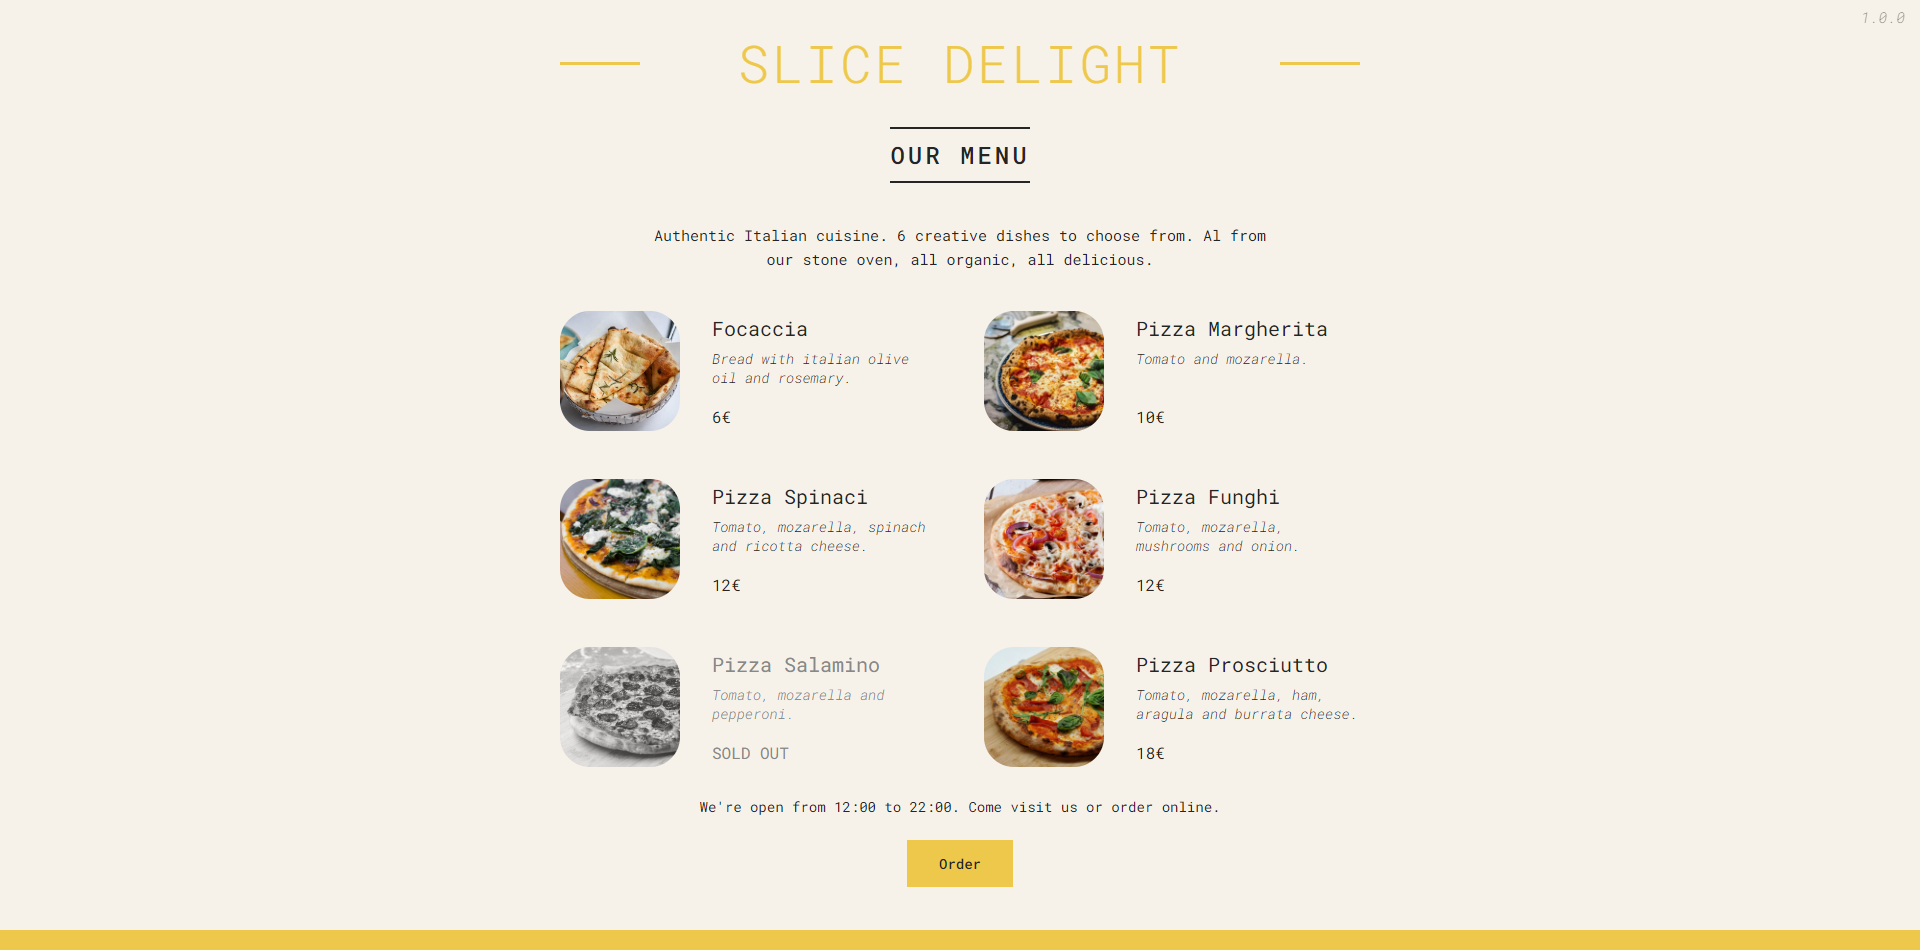 1.0.0
SLICE DELIGHT
OUR MENU
Authentic Italian cuisine. 6 creative dishes to choose from. Al from
our stone oven, all organic, all delicious.
Focaccia
Bread with italian olive
oil and rosemary.
6€
Pizza Margherita
Tomato and mozarella.
10€
Pizza Spinaci
Tomato, mozarella, spinach
and ricotta cheese.
12€
Pizza Funghi
Tomato, mozarella,
mushrooms and onion.
12€
Pizza Salamino
Tomato, mozarella and
pepperoni.
SOLD OUT
Pizza Prosciutto
Tomato, mozarella, ham,
aragula and burrata cheese.
18€
We're open from 12:00 to 22:00. Come visit us or order online.
Order